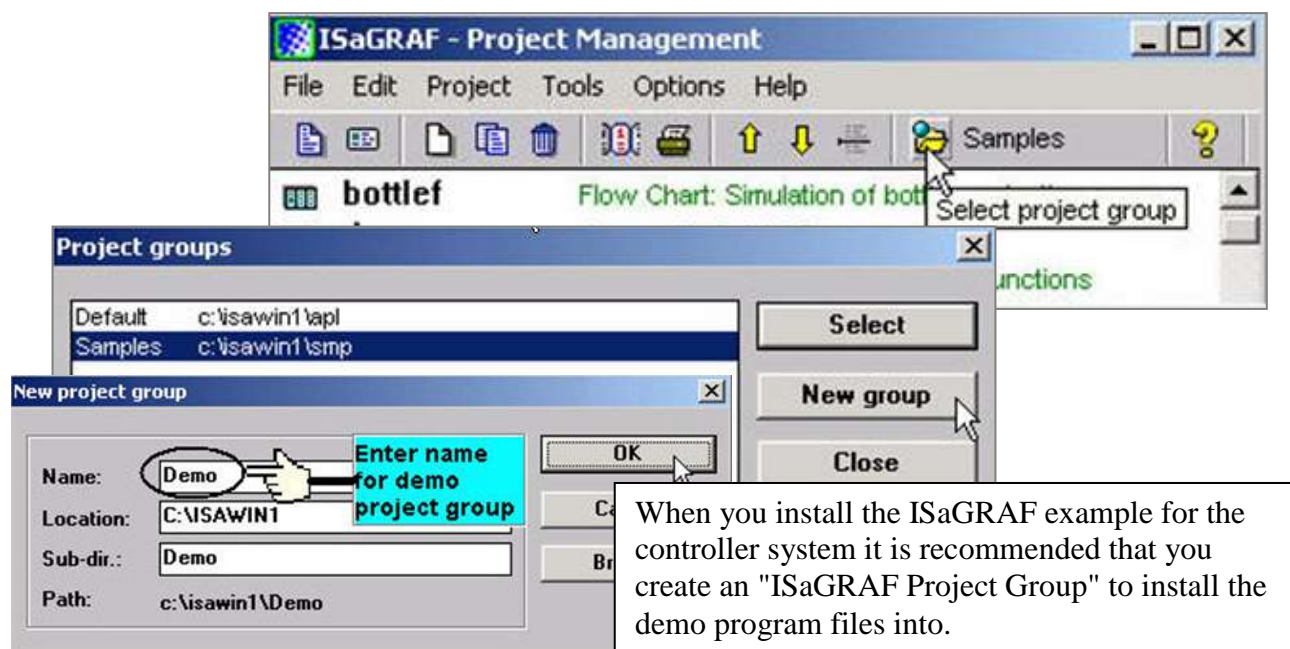 ISaGRAF - Project Management
File Edit Project Tools Options Help
Samples
bottlef Flow Chart: Simulation of
Select project group
Project groups
Default c:\isawin1\apl
Samples c:\isawin1\smp
Select
New group
Close
New project group
Name: Demo
Location: C:\ISAWIN1
Sub-dir.: Demo
Path: c:\isawin1\Demo
Enter name
for demo
project group
OK
When you install the ISaGRAF example for the
controller system it is recommended that you
create an "ISaGRAF Project Group" to install the
demo program files into.